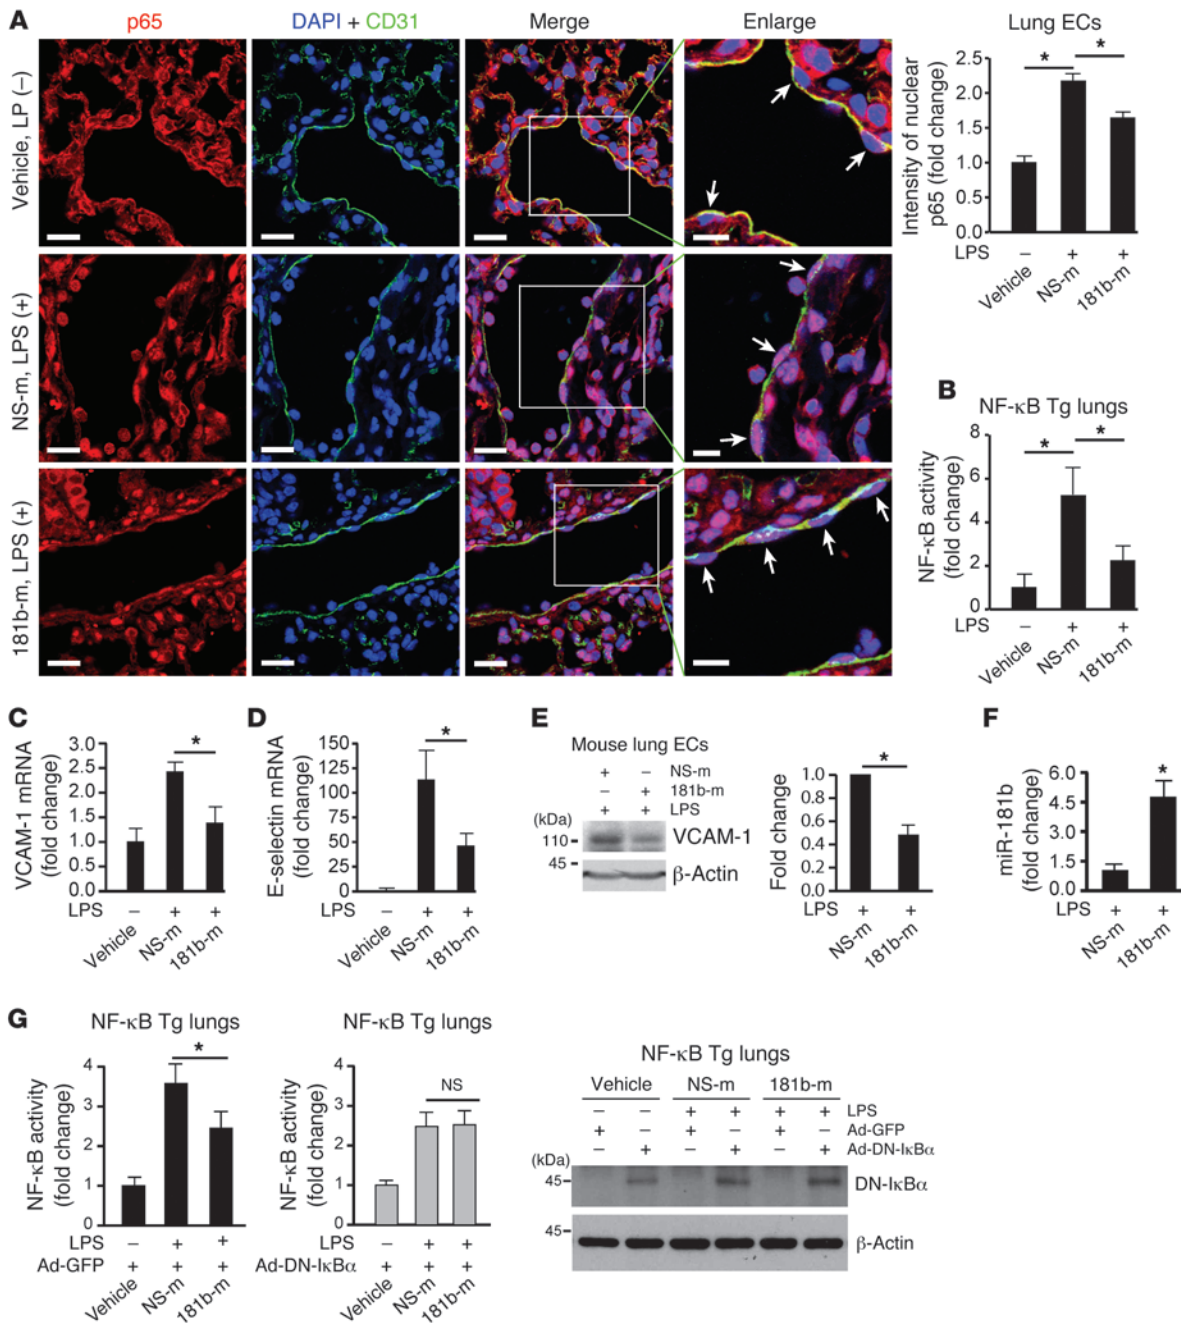 A
p65
DAPI + CD31
Merge
Enlarge
Vehicle, LP (–)
NS-m, LPS (+)
181b-m, LPS (+)
Lung ECs
Intensity of nuclear
p65 (fold change)
2.5
2.0
1.5
1.0
0.5
0.0
* *
LPS – + +
Vehicle NS-m 181b-m
B
NF-κB Tg lungs
NF-κB activity
(fold change)
8
6
4
2
0
* *
LPS – + +
Vehicle NS-m 181b-m
C
VCAM-1 mRNA
(fold change)
3.0
2.5
2.0
1.5
1.0
0.5
0.0
*
LPS – + +
Vehicle NS-m 181b-m
D
E-selectin mRNA
(fold change)
150
125
100
75
50
25
0
*
LPS – + +
Vehicle NS-m 181b-m
E
Mouse lung ECs
+ – NS-m
– + 181b-m
+ + LPS
(kDa)
110 VCAM-1
45
β-Actin
Fold change
1.0
0.8
0.6
0.4
0.2
0
*
LPS + +
NS-m 181b-m
F
miR-181b
(fold change)
6.0
4.5
3.0
1.5
.0
*
LPS + +
NS-m 181b-m
G
NF-κB Tg lungs
NF-κB activity
(fold change)
4
3
2
1
0
*
LPS – + +
Ad-GFP + + +
Vehicle NS-m 181b-m
NF-κB Tg lungs
NF-κB activity
(fold change)
4
3
2
1
0
NS
LPS – + +
Ad-DN-IκBα + + +
Vehicle NS-m 181b-m
NF-κB Tg lungs
Vehicle NS-m 181b-m
– – + + + + LPS
+ – + – + – Ad-GFP
– + – + – + Ad-DN-IκBα
(kDa)
45 DN-IκBα
45
β-Actin